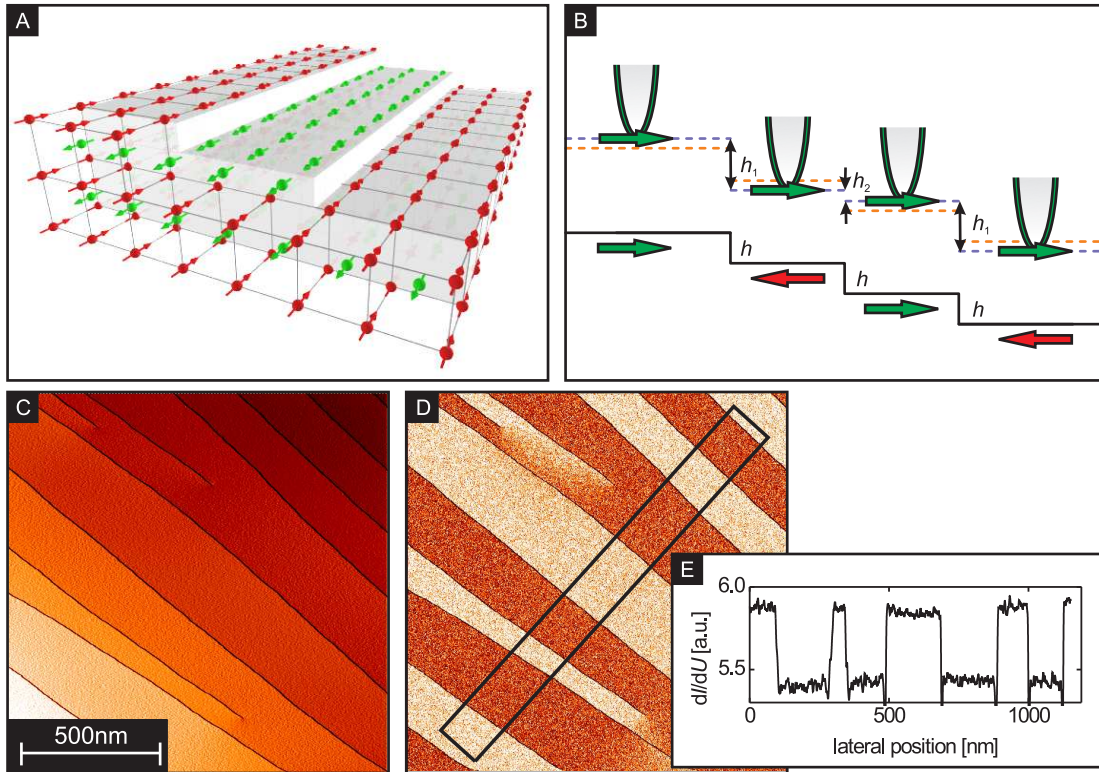 A
B
h₁
h₂
h₁
h
h
h
C
500nm
D
E
6.0
5.5
dI/dU [a.u.]
0
500
1000
lateral position [nm]